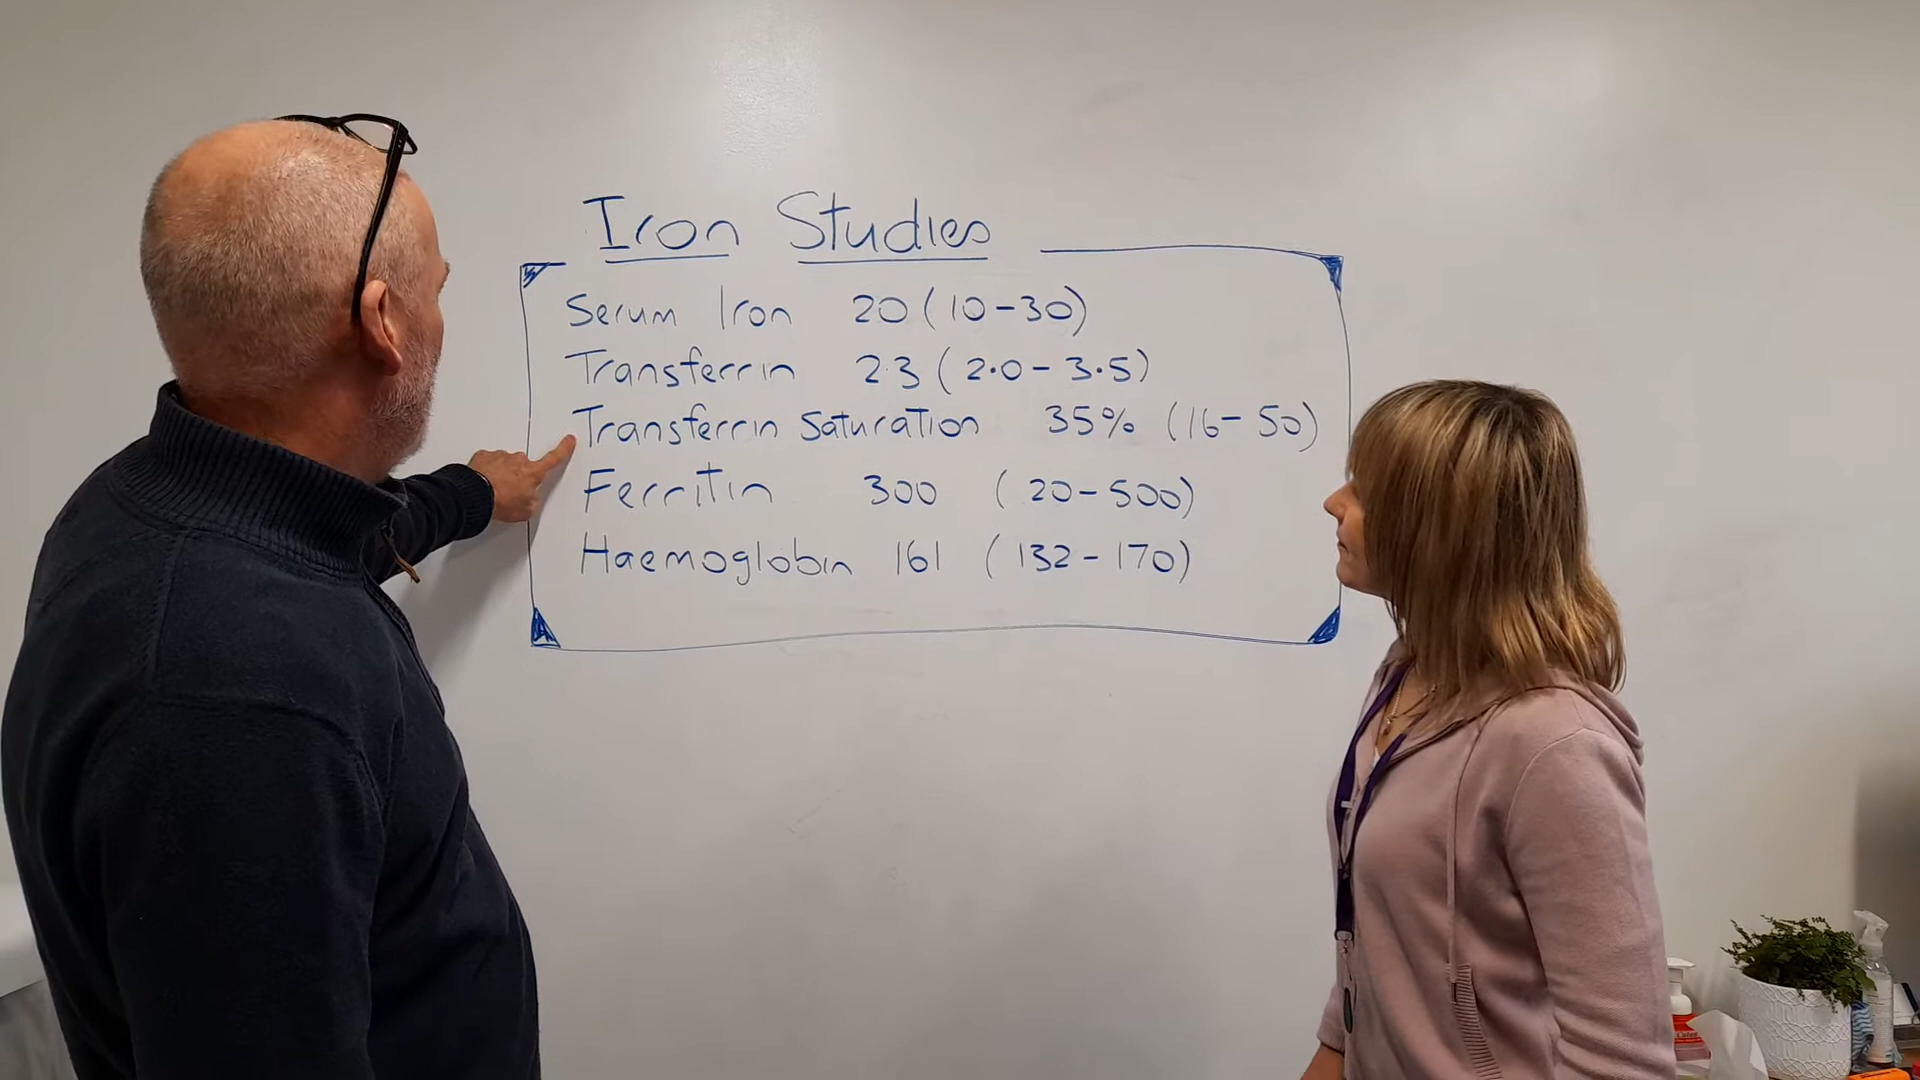 Iron Studies
Serum Iron 20 (10-30)
Transferrin 2.3 (2.0-3.5)
Transferrin Saturation 35% (16-50)
Ferritin 300 (20-500)
Haemoglobin 161 (132-170)